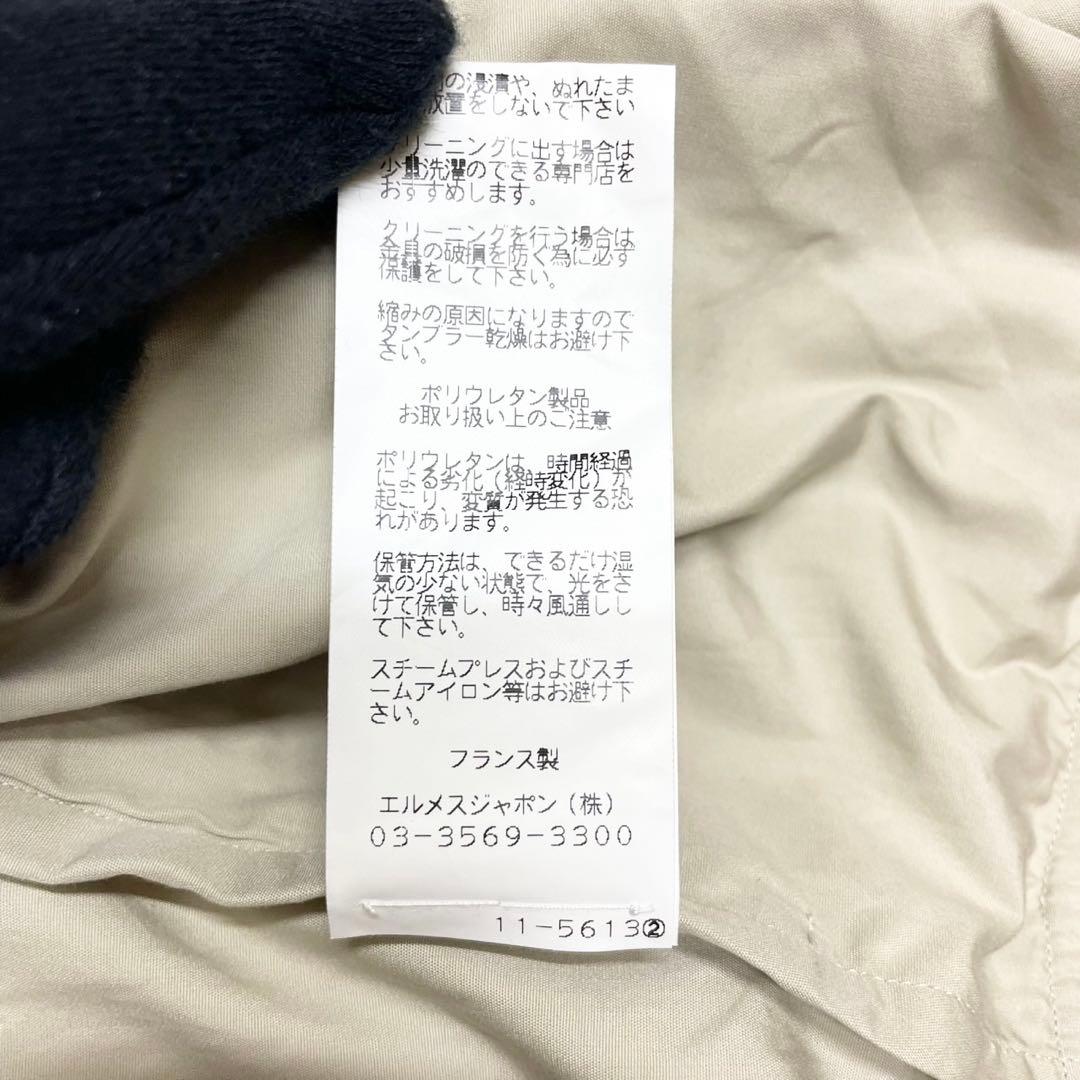 の浸漬や、ぬれたま
放置をしないで下さい
クリーニングに出す場合は
少量洗濯のできる専門店を
おすすめします。
クリーニングを行う場合は
金具の破損を防ぐ為に必ず
保護をして下さい。
縮みの原因になりますので
タンブラー乾燥はお避け下
さい。
ポリウレタン製品
お取り扱い上のご注意
ポリウレタンは、時間経過
による劣化(経時変化)が
起こり、変質が発生する恐
れがあります。
保管方法は、できるだけ湿
気の少ない状態で、光をさ
けて保管し、時々風通しし
て下さい。
スチームプレスおよびスチ
ームアイロン等はお避け下
さい。
フランス製
エルメスジャポン(株)
03-3569-3300
11-5613②